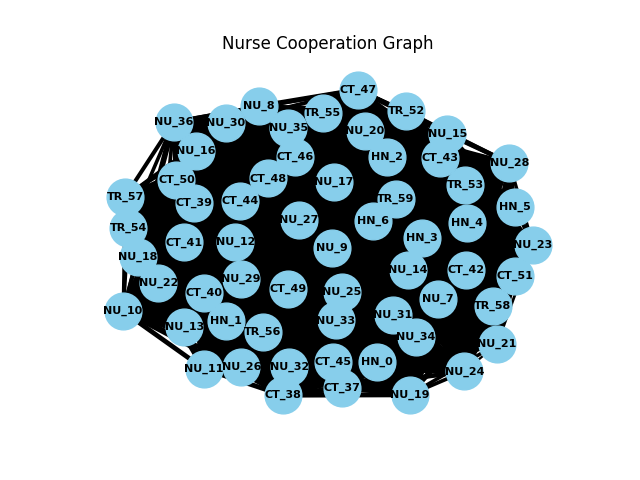 Nurse Cooperation Graph
CT_47
NU_8
TR_52
TR_55
NU_36
NU_30
NU_35
NU_20
NU_15
NU_16
CT_46
HN_2
CT_43
NU_28
CT_50
CT_48
NU_17
TR_53
TR_57
CT_39
CT_44
TR_59
HN_5
NU_27
HN_6
HN_4
TR_54
CT_41
NU_12
NU_9
HN_3
NU_23
NU_18
NU_14
CT_42
CT_51
NU_22
NU_29
CT_40
CT_49
NU_25
NU_7
TR_58
NU_10
NU_13
HN_1
TR_56
NU_33
NU_31
NU_34
NU_21
NU_11
NU_26
NU_32
CT_45
HN_0
NU_24
CT_38
CT_37
NU_19